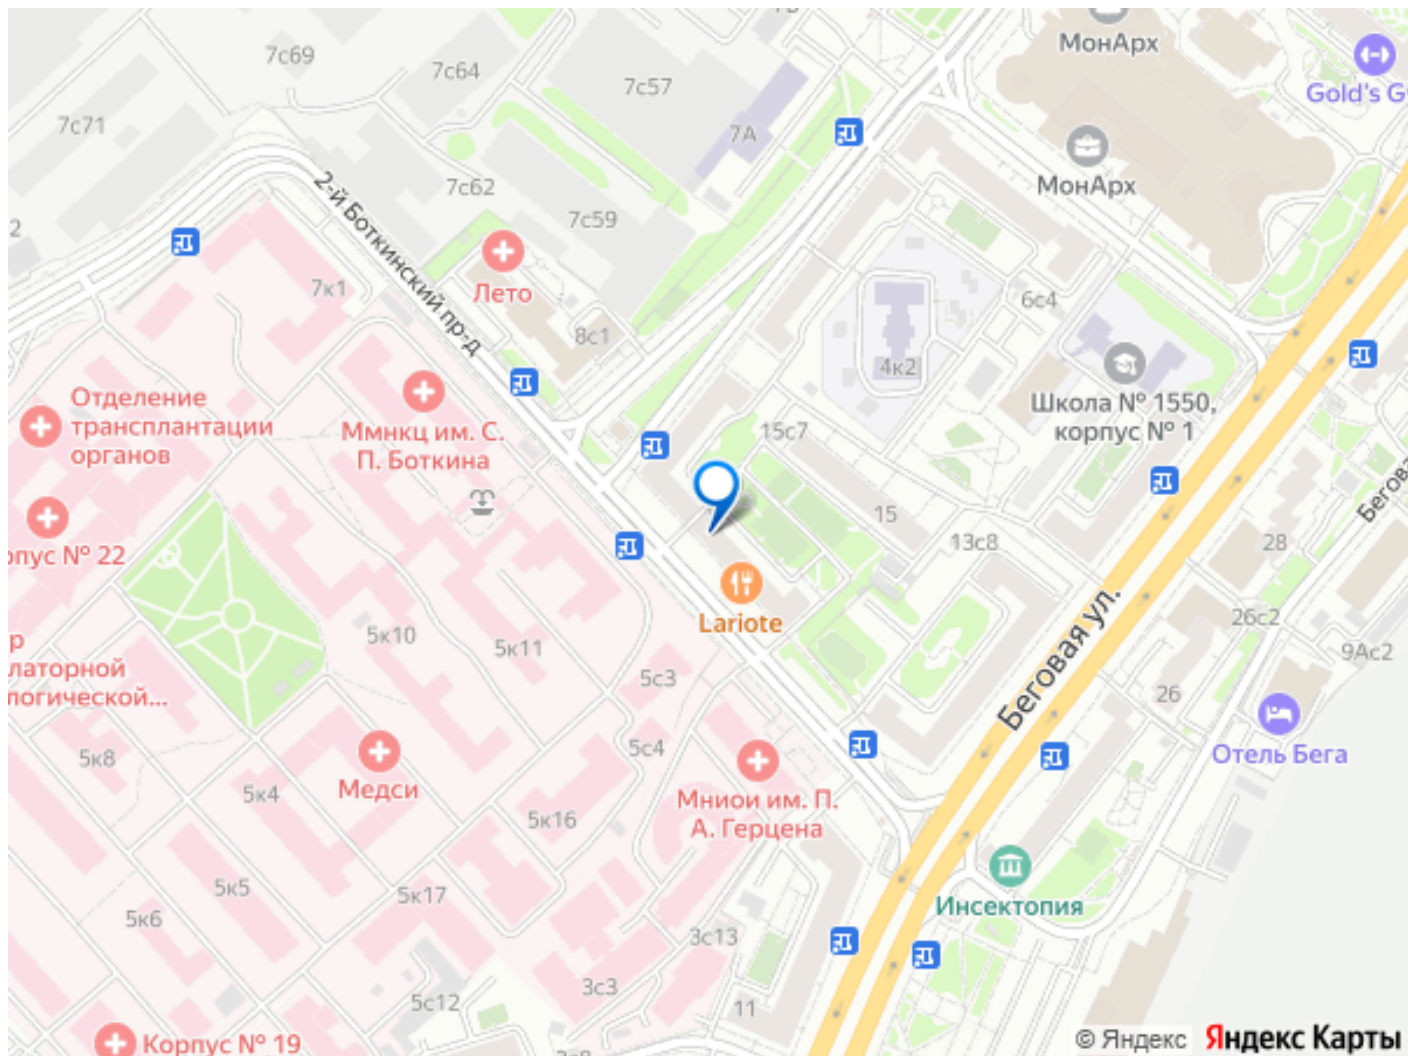 7с69
7с64
7с57
МонАрх
Gold's G
7с71
7А
МонАрх
7с62
7с59
2
2-й Боткинский пр-д
7к1
Лето
6с4
8с1
4к2
Отделение
трансплантации
органов
Ммнкц им. С.
П. Боткина
15с7
Школа № 1550,
корпус № 1
Бегова
рпус № 22
15
13с8
28
Lariote
5к10
5к11
Беговая ул.
26с2
9Ас2
р
латорной
логической...
5с3
26
5к8
5с4
Отель Бега
Медси
5к4
5к16
Мниои им. П.
А. Герцена
5к5
5к17
5к6
Инсектопия
3с13
5с12
3с3
11
Корпус № 19
© Яндекс
Яндекс Карты